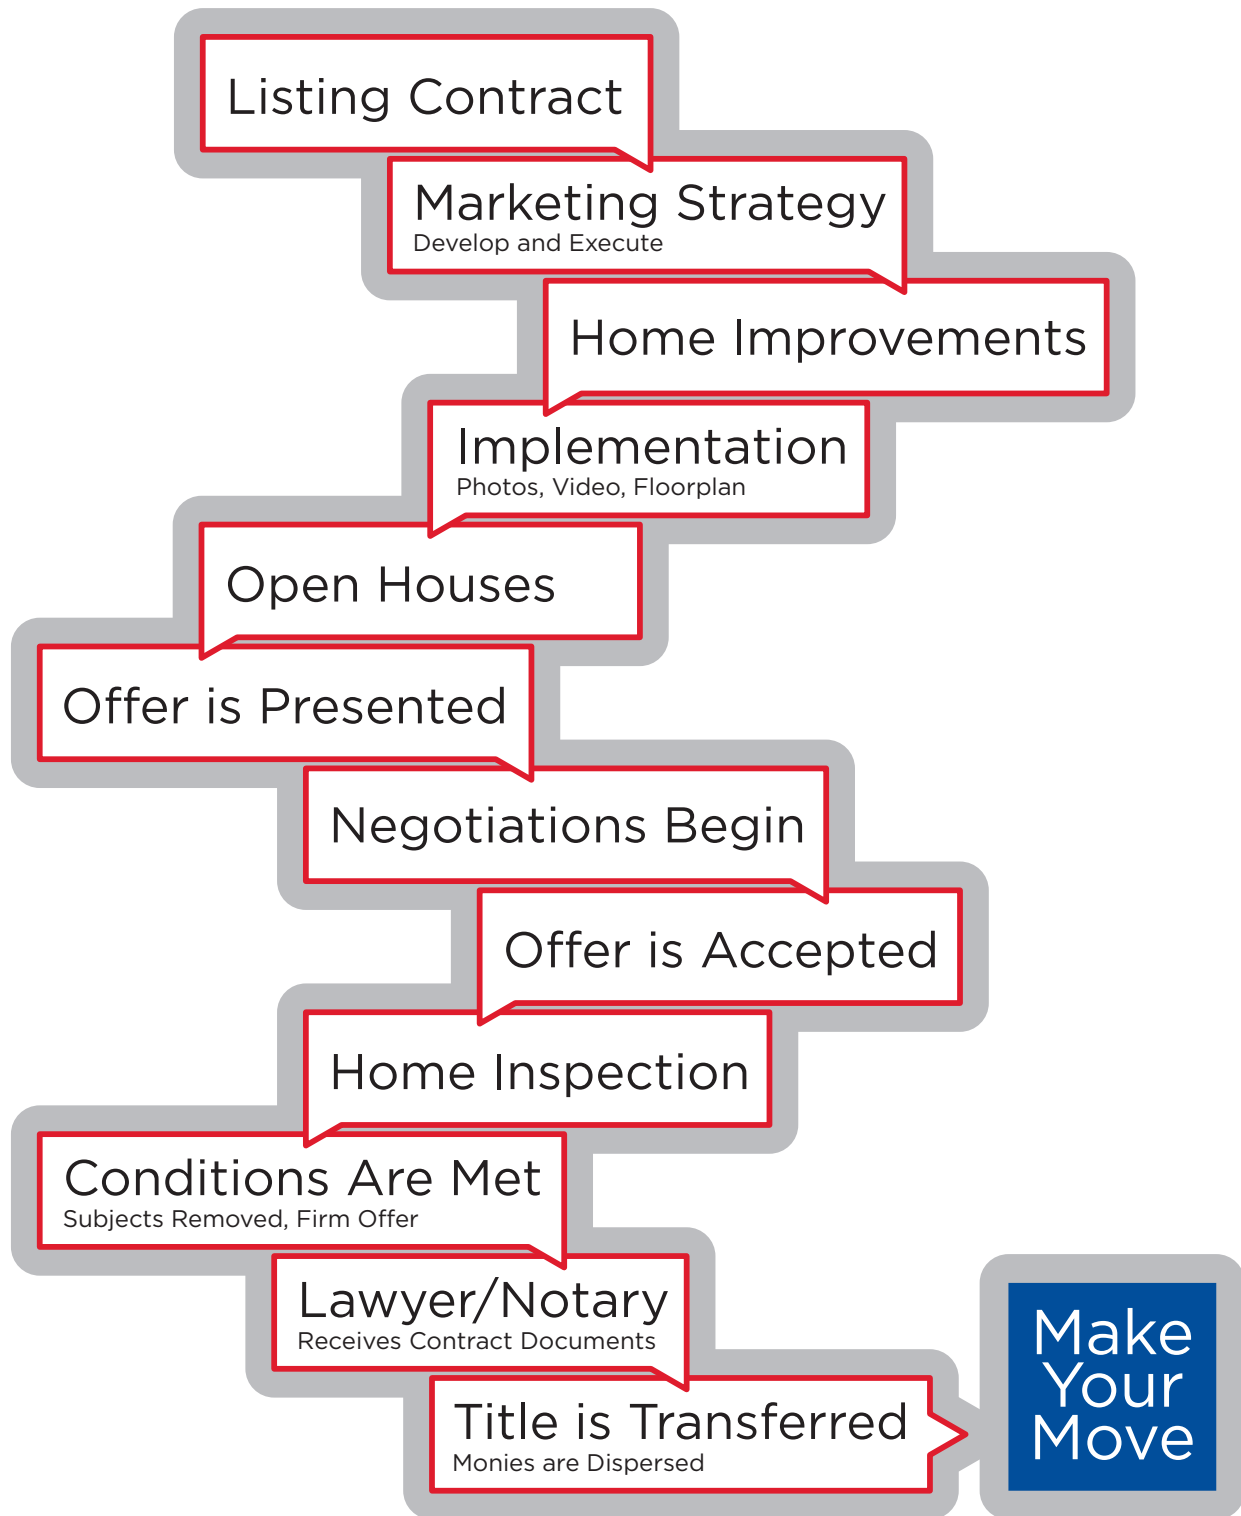 Listing Contract
Marketing Strategy
Develop and Execute
Home Improvements
Implementation
Photos, Video, Floorplan
Open Houses
Offer is Presented
Negotiations Begin
Offer is Accepted
Home Inspection
Conditions Are Met
Subjects Removed, Firm Offer
Lawyer/Notary
Receives Contract Documents
Title is Transferred
Monies are Dispersed
Make
Your
Move